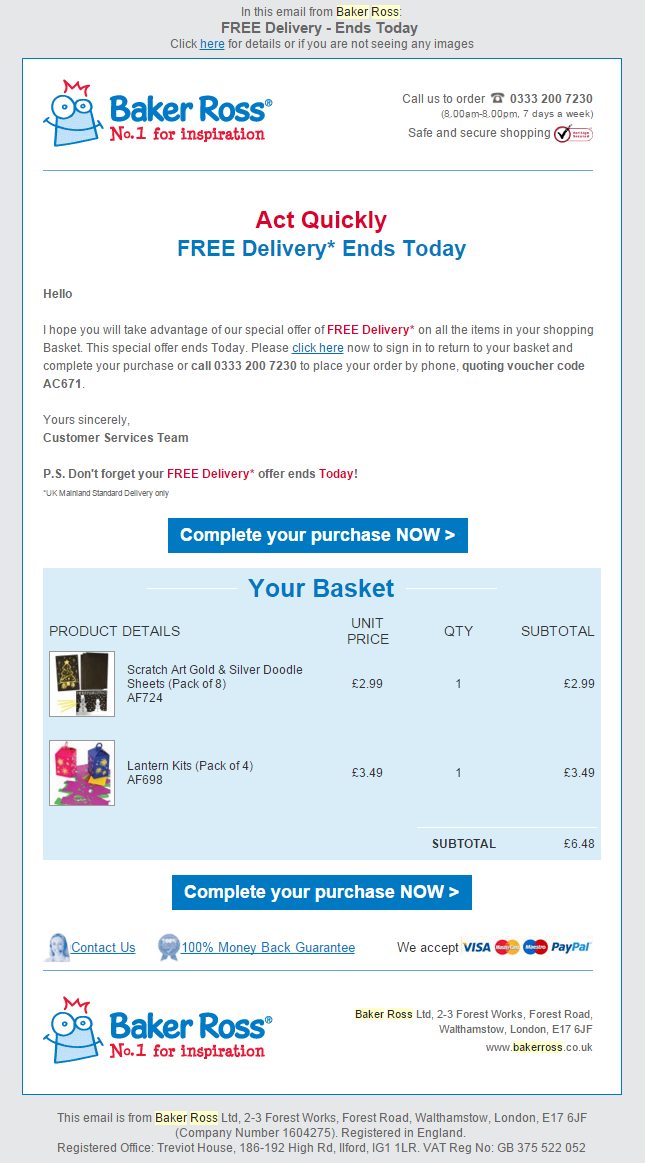 In this email from Baker Ross:
FREE Delivery - Ends Today
Click here for details or if you are not seeing any images
Baker Ross®
No.1 for inspiration
Call us to order ☎ 0333 200 7230
(8.00am-8.00pm, 7 days a week)
Safe and secure shopping
Act Quickly
FREE Delivery* Ends Today
Hello
I hope you will take advantage of our special offer of FREE Delivery* on all the items in your shopping
Basket. This special offer ends Today. Please click here now to sign in to return to your basket and
complete your purchase or call 0333 200 7230 to place your order by phone, quoting voucher code
AC671.
Yours sincerely,
Customer Services Team
P.S. Don't forget your FREE Delivery* offer ends Today!
*UK Mainland Standard Delivery only
Complete your purchase NOW >
Your Basket
PRODUCT DETAILS UNIT PRICE QTY SUBTOTAL
Scratch Art Gold & Silver Doodle
Sheets (Pack of 8) £2.99 1 £2.99
AF724
Lantern Kits (Pack of 4) £3.49 1 £3.49
AF698
SUBTOTAL £6.48
Complete your purchase NOW >
Contact Us 100% 100% Money Back Guarantee We accept VISA MasterCard Maestro PayPal
Baker Ross®
No.1 for inspiration
Baker Ross Ltd, 2-3 Forest Works, Forest Road,
Walthamstow, London, E17 6JF
www.bakerross.co.uk
This email is from Baker Ross Ltd, 2-3 Forest Works, Forest Road, Walthamstow, London, E17 6JF
(Company Number 1604275). Registered in England.
Registered Office: Treviot House, 186-192 High Rd, Ilford, IG1 1LR. VAT Reg No: GB 375 522 052